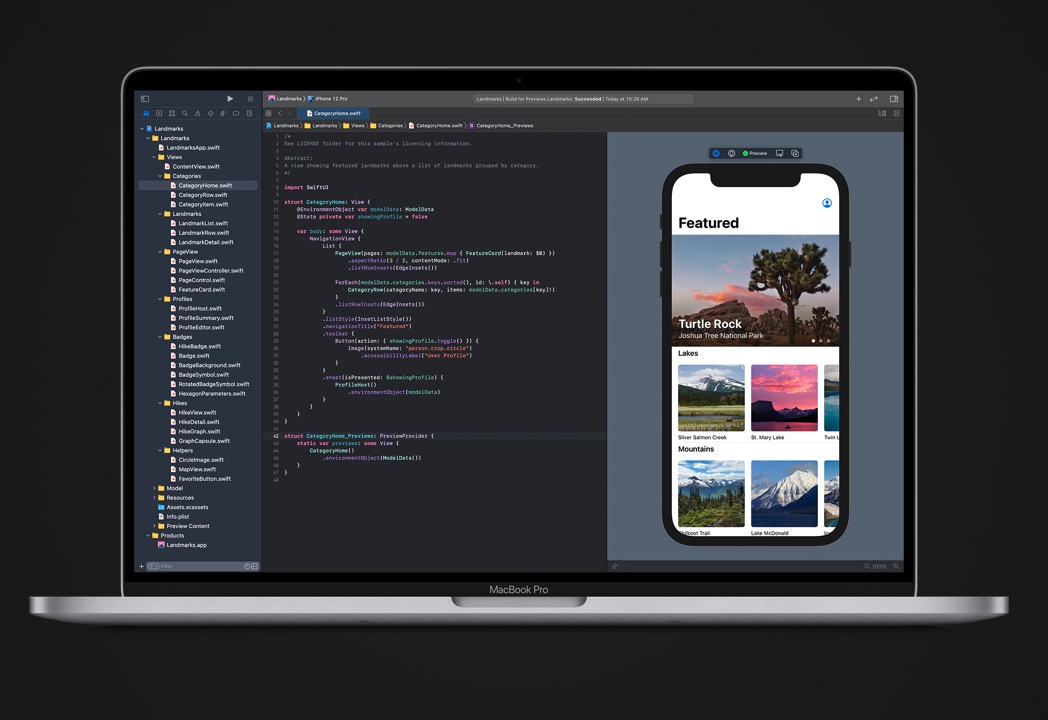 Landmarks
iPhone 12 Pro
Landmarks | Build for Previews Landmarks: Succeeded | Today at 10:26 AM
CategoryHome.swift
Landmarks
Landmarks
Views
Categories
CategoryHome.swift
CategoryHome_Previews
Landmarks
Landmarks
LandmarksApp.swift
Views
ContentView.swift
Categories
CategoryHome.swift
CategoryRow.swift
CategoryItem.swift
Landmarks
LandmarkList.swift
LandmarkRow.swift
LandmarkDetail.swift
PageView
PageView.swift
PageViewController.swift
PageControl.swift
FeatureCard.swift
Profiles
ProfileHost.swift
ProfileSummary.swift
ProfileEditor.swift
Badges
HikeBadge.swift
Badge.swift
BadgeBackground.swift
BadgeSymbol.swift
RotatedBadgeSymbol.swift
HexagonParameters.swift
Hikes
HikeView.swift
HikeDetail.swift
HikeGraph.swift
GraphCapsule.swift
Helpers
CircleImage.swift
MapView.swift
FavoriteButton.swift
Model
Resources
Assets.xcassets
Info.plist
Preview Content
Products
Landmarks.app
Filter
/*
See LICENSE folder for this sample's licensing information.
Abstract:
A view showing featured landmarks above a list of landmarks grouped by category.
*/
import SwiftUI
struct CategoryHome: View {
@EnvironmentObject var modelData: ModelData
@State private var showingProfile = false
var body: some View {
NavigationView {
List {
PageView(pages: modelData.features.map { FeatureCard(landmark: $0) })
.aspectRatio(3 / 2, contentMode: .fit)
.listRowInsets(EdgeInsets())
ForEach(modelData.categories.keys.sorted(), id: \.self) { key in
CategoryRow(categoryName: key, items: modelData.categories[key]!)
}
.listRowInsets(EdgeInsets())
}
.listStyle(InsetListStyle())
.navigationTitle("Featured")
.toolbar {
Button(action: { showingProfile.toggle() }) {
Image(systemName: "person.crop.circle")
.accessibilityLabel("User Profile")
}
}
.sheet(isPresented: $showingProfile) {
ProfileHost()
.environmentObject(modelData)
}
}
}
}
struct CategoryHome_Previews: PreviewProvider {
static var previews: some View {
CategoryHome()
.environmentObject(ModelData())
}
}
Preview
Featured
Turtle Rock
Joshua Tree National Park
Lakes
Silver Salmon Creek
St. Mary Lake
Twin L
Mountains
Chilkoot Trail
Lake McDonald
100%
MacBook Pro